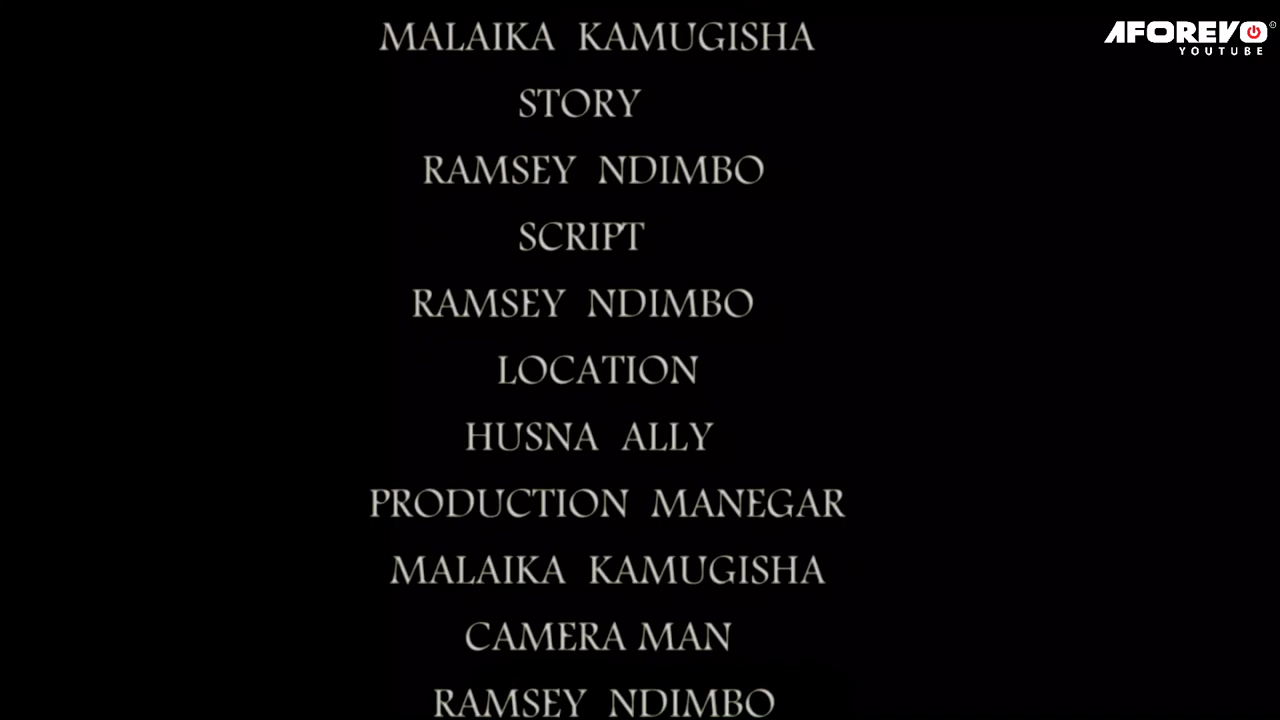 MALAIKA KAMUGISHA
AFOREVO
YOUTUBE
STORY
RAMSEY NDIMBO
SCRIPT
RAMSEY NDIMBO
LOCATION
HUSNA ALLY
PRODUCTION MANEGAR
MALAIKA KAMUGISHA
CAMERA MAN
RAMSEY NDIMBO